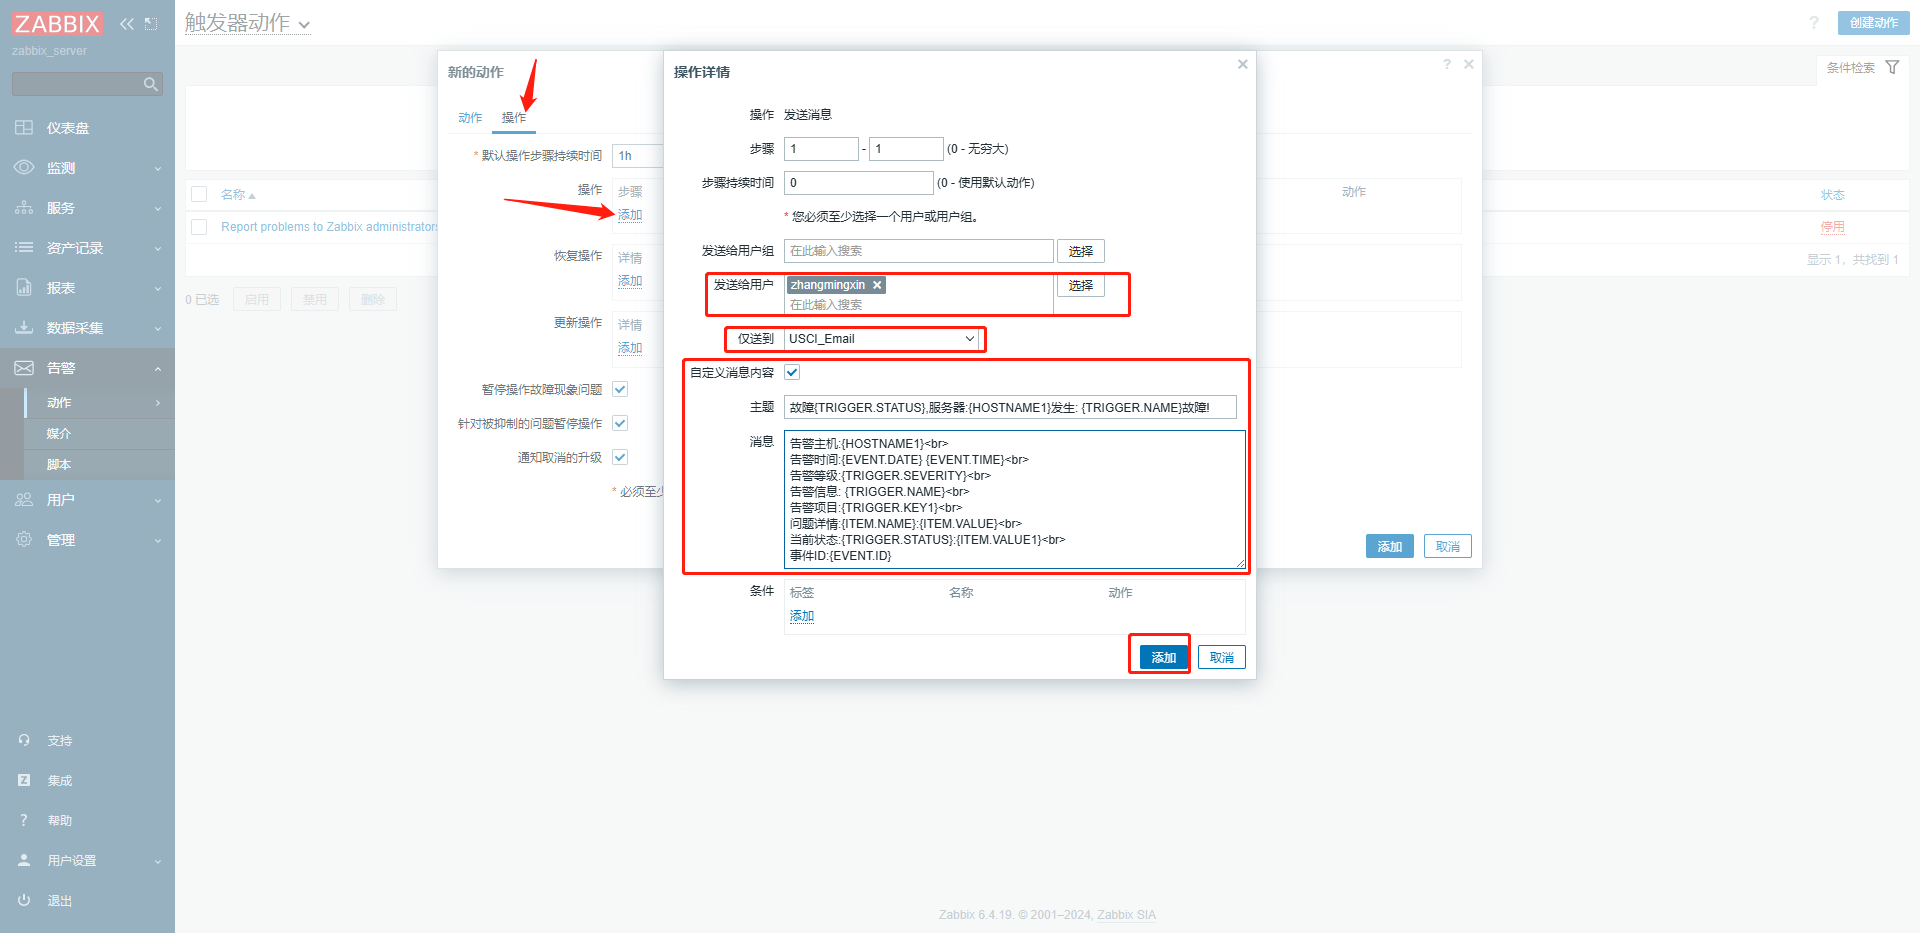 ZABBIX
zabbix_server
仪表盘
监测
服务
资产记录
报表
数据采集
告警
动作
媒介
脚本
用户
管理
支持
集成
帮助
用户设置
退出
触发器动作
? 创建动作
条件检索
名称
状态
Report problems to Zabbix administrators
停用
显示 1，共找到 1
0 已选 启用 禁用 删除
新的动作
?
动作 操作
* 默认操作步骤持续时间 1h
操作 步骤 动作
添加
恢复操作 详情
添加
更新操作 详情
添加
暂停操作故障现象问题
针对被抑制的问题暂停操作
通知取消的升级
* 必须至少
添加 取消
操作详情
操作 发送消息
步骤 1 - 1 (0 - 无穷大)
步骤持续时间 0 (0 - 使用默认动作)
* 您必须至少选择一个用户或用户组。
发送给用户组 在此输入搜索 选择
发送给用户 zhangmingxin 选择
在此输入搜索
仅送到 USCI_Email
自定义消息内容
主题 故障{TRIGGER.STATUS},服务器:{HOSTNAME1}发生: {TRIGGER.NAME}故障!
消息 告警主机:{HOSTNAME1}<br>
告警时间:{EVENT.DATE} {EVENT.TIME}<br>
告警等级:{TRIGGER.SEVERITY}<br>
告警信息: {TRIGGER.NAME}<br>
告警项目:{TRIGGER.KEY1}<br>
问题详情:{ITEM.NAME}:{ITEM.VALUE}<br>
当前状态:{TRIGGER.STATUS}:{ITEM.VALUE1}<br>
事件ID:{EVENT.ID}
条件 标签 名称 动作
添加
添加 取消
Zabbix 6.4.19. © 2001–2024, Zabbix SIA